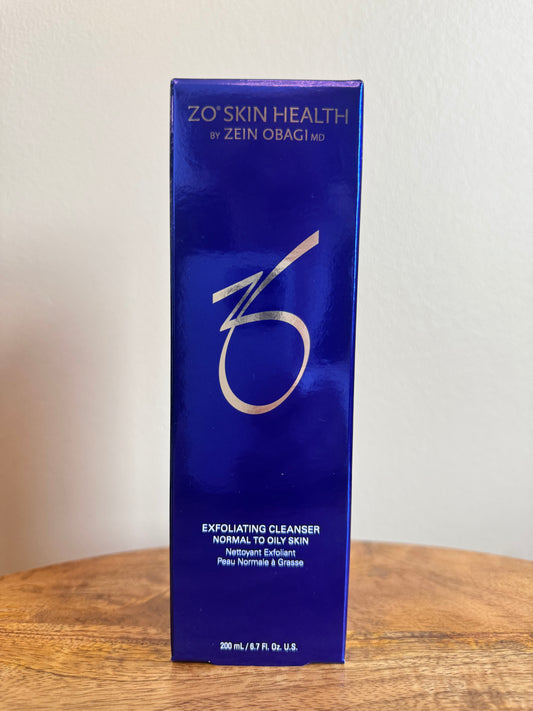 ZO® SKIN HEALTH
BY ZEIN OBAGI MD
ZO
EXFOLIATING CLEANSER
NORMAL TO OILY SKIN
Nettoyant Exfoliant
Peau Normale à Grasse
200 mL / 6.7 Fl. Oz. U.S.